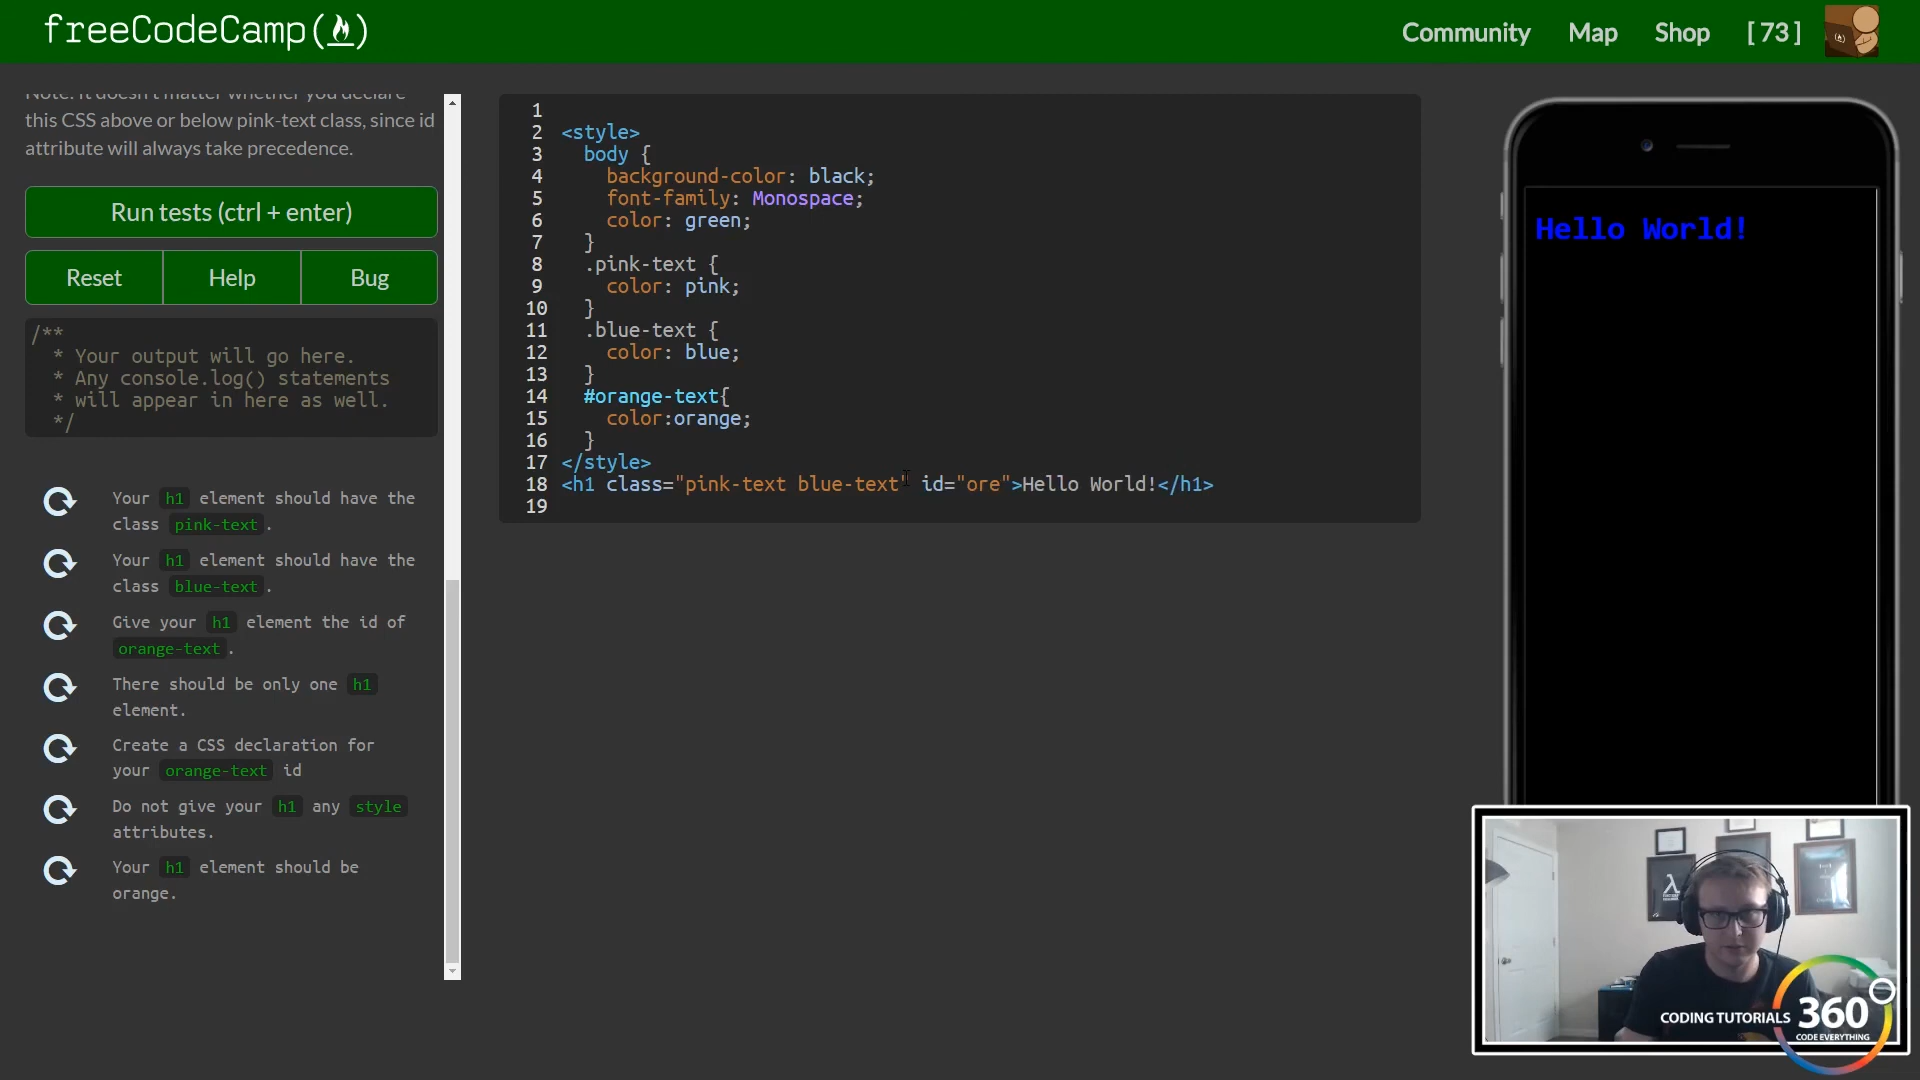 freeCodeCamp(🔥)
Community Map Shop [ 73 ]
Note: It doesn't matter whether you declare
this CSS above or below pink-text class, since id
attribute will always take precedence.
Run tests (ctrl + enter)
Reset Help Bug
/**
* Your output will go here.
* Any console.log() statements
* will appear in here as well.
*/
Your h1 element should have the
class pink-text.
Your h1 element should have the
class blue-text.
Give your h1 element the id of
orange-text.
There should be only one h1
element.
Create a CSS declaration for
your orange-text id
Do not give your h1 any style
attributes.
Your h1 element should be
orange.
1
2 <style>
3 body {
4 background-color: black;
5 font-family: Monospace;
6 color: green;
7 }
8 .pink-text {
9 color: pink;
10 }
11 .blue-text {
12 color: blue;
13 }
14 #orange-text{
15 color:orange;
16 }
17 </style>
18 <h1 class="pink-text blue-text" id="ore">Hello World!</h1>
19
Hello World!
CODING TUTORIALS 360
CODE EVERYTHING